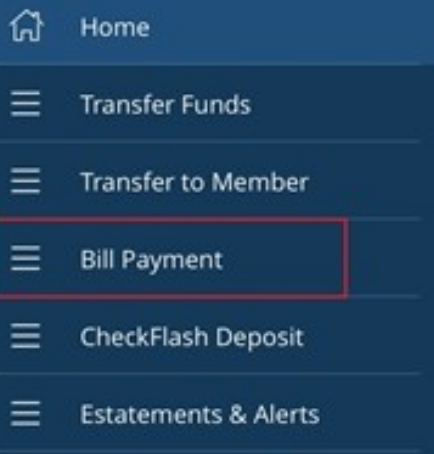 Home
Transfer Funds
Transfer to Member
Bill Payment
CheckFlash Deposit
Estatements & Alerts